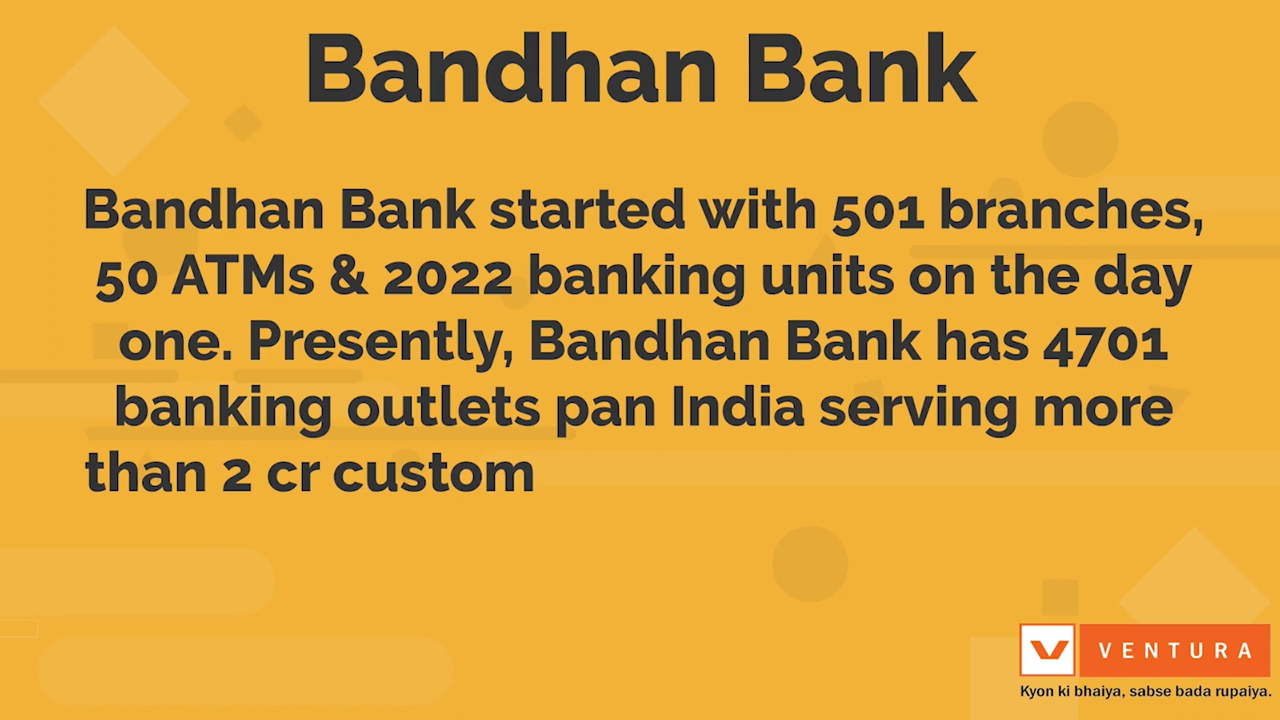 Bandhan Bank
Bandhan Bank started with 501 branches,
50 ATMs & 2022 banking units on the day
one. Presently, Bandhan Bank has 4701
banking outlets pan India serving more
than 2 cr custom
VENTURA
Kyon ki bhaiya, sabse bada rupaiya.